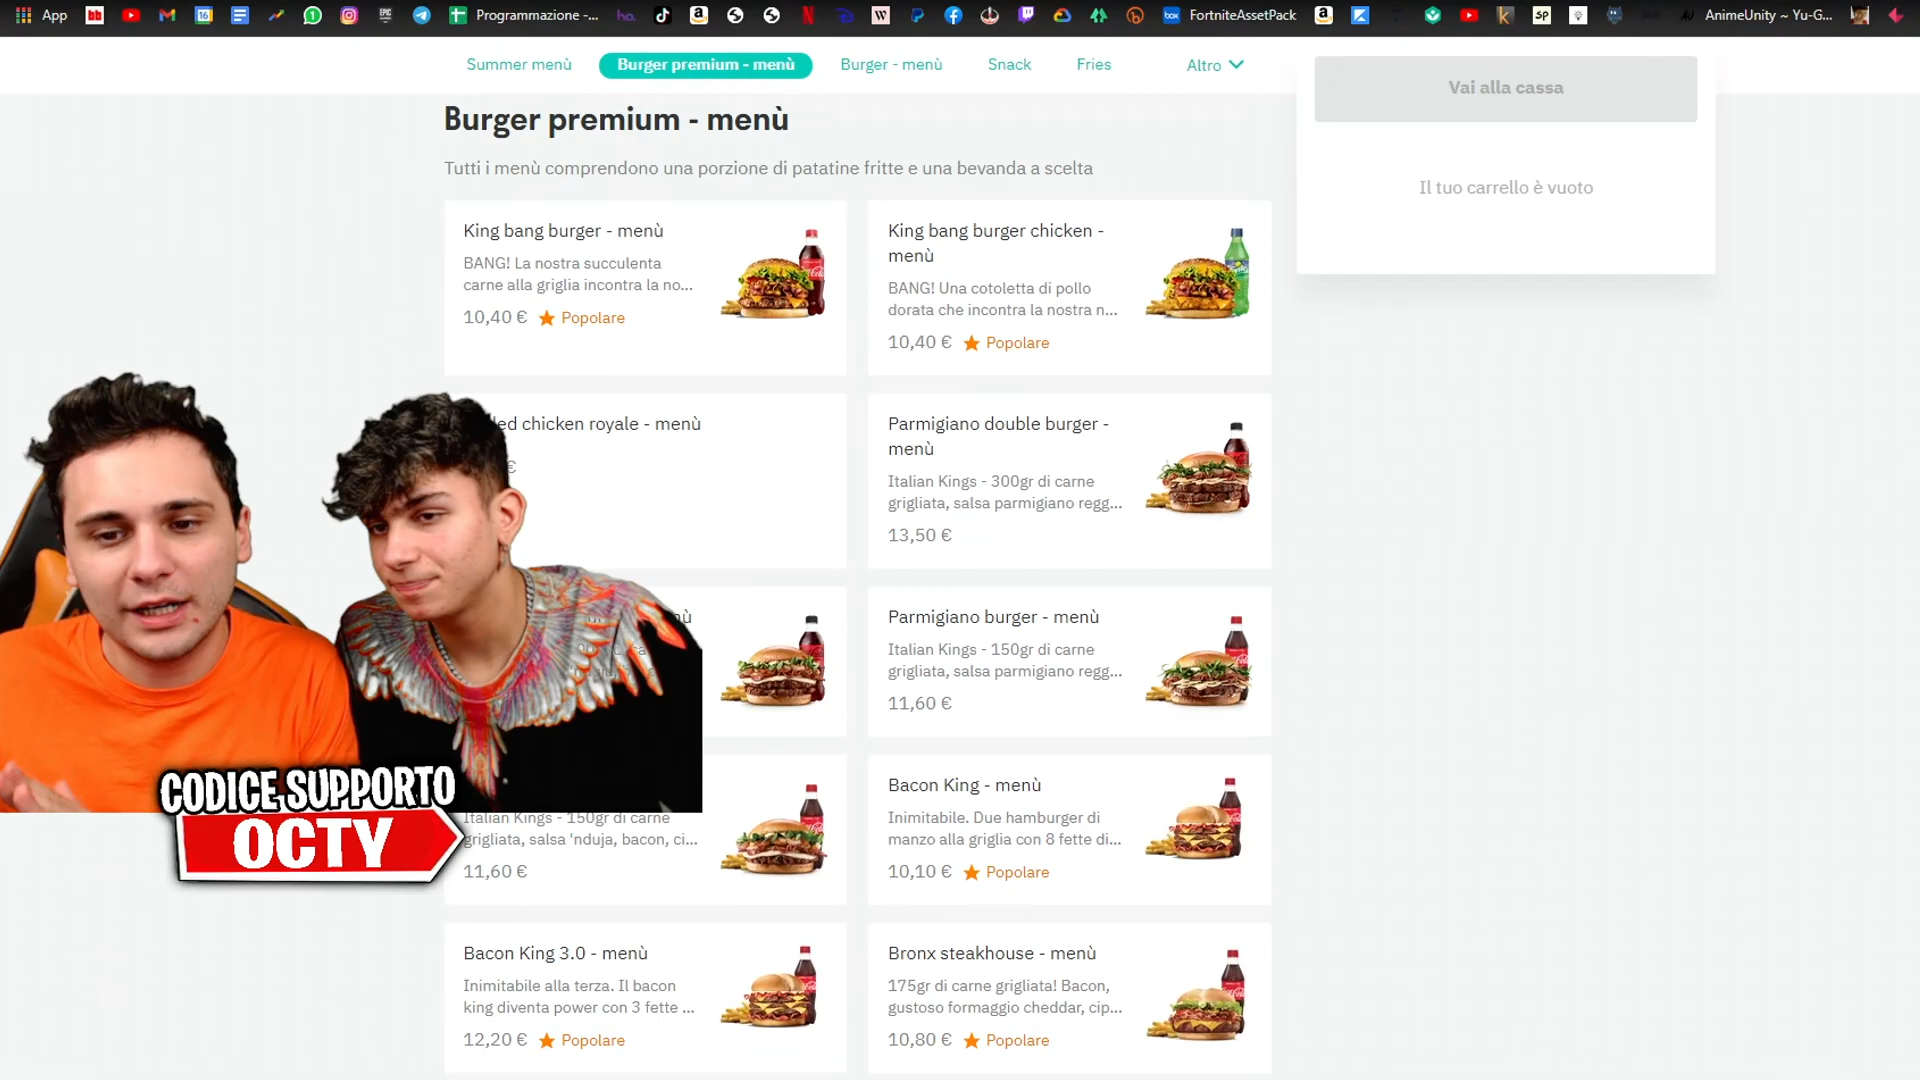 App
Programmazione -...
FortniteAssetPack
AnimeUnity ~ Yu-G...
Summer menù
Burger premium - menù
Burger - menù
Snack
Fries
Altro
Vai alla cassa
Il tuo carrello è vuoto
Burger premium - menù
Tutti i menù comprendono una porzione di patatine fritte e una bevanda a scelta
King bang burger - menù
BANG! La nostra succulenta
carne alla griglia incontra la no...
10,40 € Popolare
King bang burger chicken -
menù
BANG! Una cotoletta di pollo
dorata che incontra la nostra n...
10,40 € Popolare
chicken royale - menù
€
Parmigiano double burger -
menù
Italian Kings - 300gr di carne
grigliata, salsa parmigiano regg...
13,50 €
Parmigiano burger - menù
Italian Kings - 150gr di carne
grigliata, salsa parmigiano regg...
11,60 €
CODICE SUPPORTO
OCTY
Italian Kings - 150gr di carne
grigliata, salsa 'nduja, bacon, ci...
11,60 €
Bacon King - menù
Inimitabile. Due hamburger di
manzo alla griglia con 8 fette di...
10,10 € Popolare
Bacon King 3.0 - menù
Inimitabile alla terza. Il bacon
king diventa power con 3 fette ...
12,20 € Popolare
Bronx steakhouse - menù
175gr di carne grigliata! Bacon,
gustoso formaggio cheddar, cip...
10,80 € Popolare